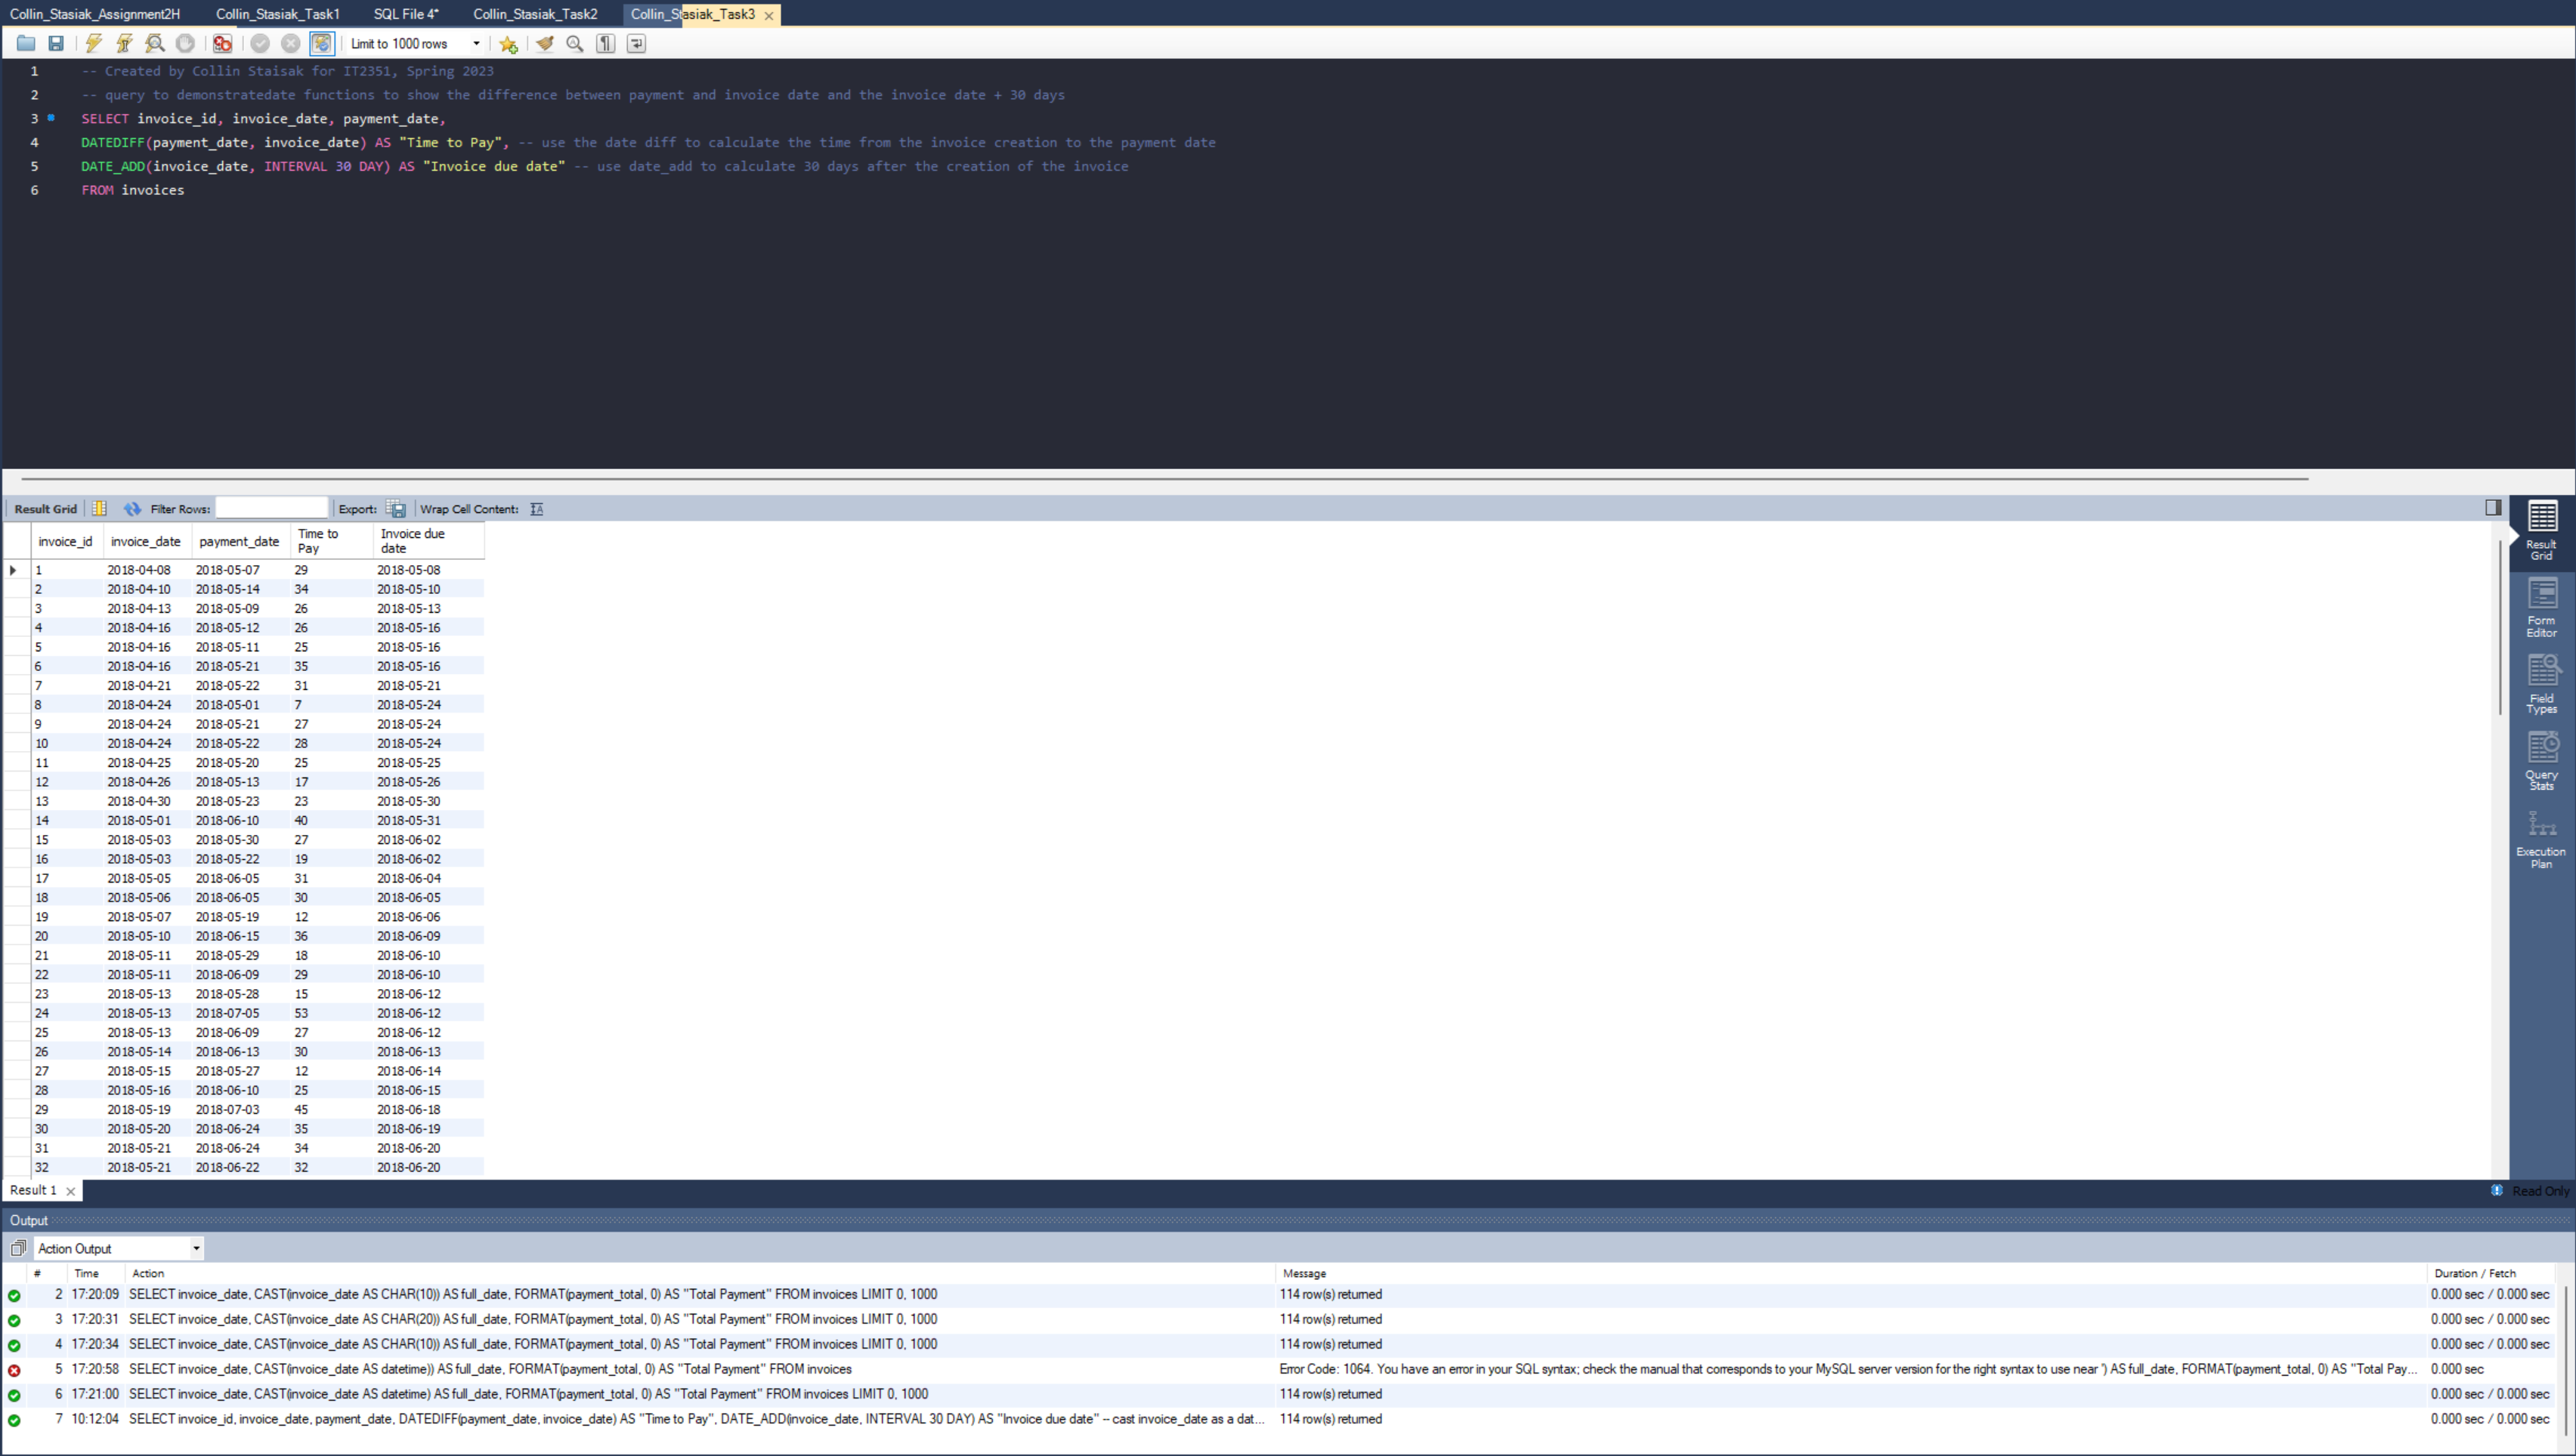 Collin_Stasiak_Assignment2H Collin_Stasiak_Task1 SQL File 4* Collin_Stasiak_Task2 Collin_Stasiak_Task3
Limit to 1000 rows
1 -- Created by Collin Staisak for IT2351, Spring 2023
2 -- query to demonstratedate functions to show the difference between payment and invoice date and the invoice date + 30 days
3 SELECT invoice_id, invoice_date, payment_date,
4 DATEDIFF(payment_date, invoice_date) AS "Time to Pay", -- use the date diff to calculate the time from the invoice creation to the payment date
5 DATE_ADD(invoice_date, INTERVAL 30 DAY) AS "Invoice due date" -- use date_add to calculate 30 days after the creation of the invoice
6 FROM invoices
Result Grid Filter Rows: Export: Wrap Cell Content:
invoice_id invoice_date payment_date Time to Pay Invoice due date
1 2018-04-08 2018-05-07 29 2018-05-08
2 2018-04-10 2018-05-14 34 2018-05-10
3 2018-04-13 2018-05-09 26 2018-05-13
4 2018-04-16 2018-05-12 26 2018-05-16
5 2018-04-16 2018-05-11 25 2018-05-16
6 2018-04-16 2018-05-21 35 2018-05-16
7 2018-04-21 2018-05-22 31 2018-05-21
8 2018-04-24 2018-05-01 7 2018-05-24
9 2018-04-24 2018-05-21 27 2018-05-24
10 2018-04-24 2018-05-22 28 2018-05-24
11 2018-04-25 2018-05-20 25 2018-05-25
12 2018-04-26 2018-05-13 17 2018-05-26
13 2018-04-30 2018-05-23 23 2018-05-30
14 2018-05-01 2018-06-10 40 2018-05-31
15 2018-05-03 2018-05-30 27 2018-06-02
16 2018-05-03 2018-05-22 19 2018-06-02
17 2018-05-05 2018-06-05 31 2018-06-04
18 2018-05-06 2018-06-05 30 2018-06-05
19 2018-05-07 2018-05-19 12 2018-06-06
20 2018-05-10 2018-06-15 36 2018-06-09
21 2018-05-11 2018-05-29 18 2018-06-10
22 2018-05-11 2018-06-09 29 2018-06-10
23 2018-05-13 2018-05-28 15 2018-06-12
24 2018-05-13 2018-07-05 53 2018-06-12
25 2018-05-13 2018-06-09 27 2018-06-12
26 2018-05-14 2018-06-13 30 2018-06-13
27 2018-05-15 2018-05-27 12 2018-06-14
28 2018-05-16 2018-06-10 25 2018-06-15
29 2018-05-19 2018-07-03 45 2018-06-18
30 2018-05-20 2018-06-24 35 2018-06-19
31 2018-05-21 2018-06-24 34 2018-06-20
32 2018-05-21 2018-06-22 32 2018-06-20
Result
Grid
Form
Editor
Field
Types
Query
Stats
Execution
Plan
Result 1 Read Only
Output
Action Output
# Time Action Message Duration / Fetch
2 17:20:09 SELECT invoice_date, CAST(invoice_date AS CHAR(10)) AS full_date, FORMAT(payment_total, 0) AS "Total Payment" FROM invoices LIMIT 0, 1000 114 row(s) returned 0.000 sec / 0.000 sec
3 17:20:31 SELECT invoice_date, CAST(invoice_date AS CHAR(20)) AS full_date, FORMAT(payment_total, 0) AS "Total Payment" FROM invoices LIMIT 0, 1000 114 row(s) returned 0.000 sec / 0.000 sec
4 17:20:34 SELECT invoice_date, CAST(invoice_date AS CHAR(10)) AS full_date, FORMAT(payment_total, 0) AS "Total Payment" FROM invoices LIMIT 0, 1000 114 row(s) returned 0.000 sec / 0.000 sec
5 17:20:58 SELECT invoice_date, CAST(invoice_date AS datetime)) AS full_date, FORMAT(payment_total, 0) AS "Total Payment" FROM invoices Error Code: 1064. You have an error in your SQL syntax; check the manual that corresponds to your MySQL server version for the right syntax to use near ') AS full_date, FORMAT(payment_total, 0) AS "Total Pay... 0.000 sec
6 17:21:00 SELECT invoice_date, CAST(invoice_date AS datetime) AS full_date, FORMAT(payment_total, 0) AS "Total Payment" FROM invoices LIMIT 0, 1000 114 row(s) returned 0.000 sec / 0.000 sec
7 10:12:04 SELECT invoice_id, invoice_date, payment_date, DATEDIFF(payment_date, invoice_date) AS "Time to Pay", DATE_ADD(invoice_date, INTERVAL 30 DAY) AS "Invoice due date" -- cast invoice_date as a dat... 114 row(s) returned 0.000 sec / 0.000 sec